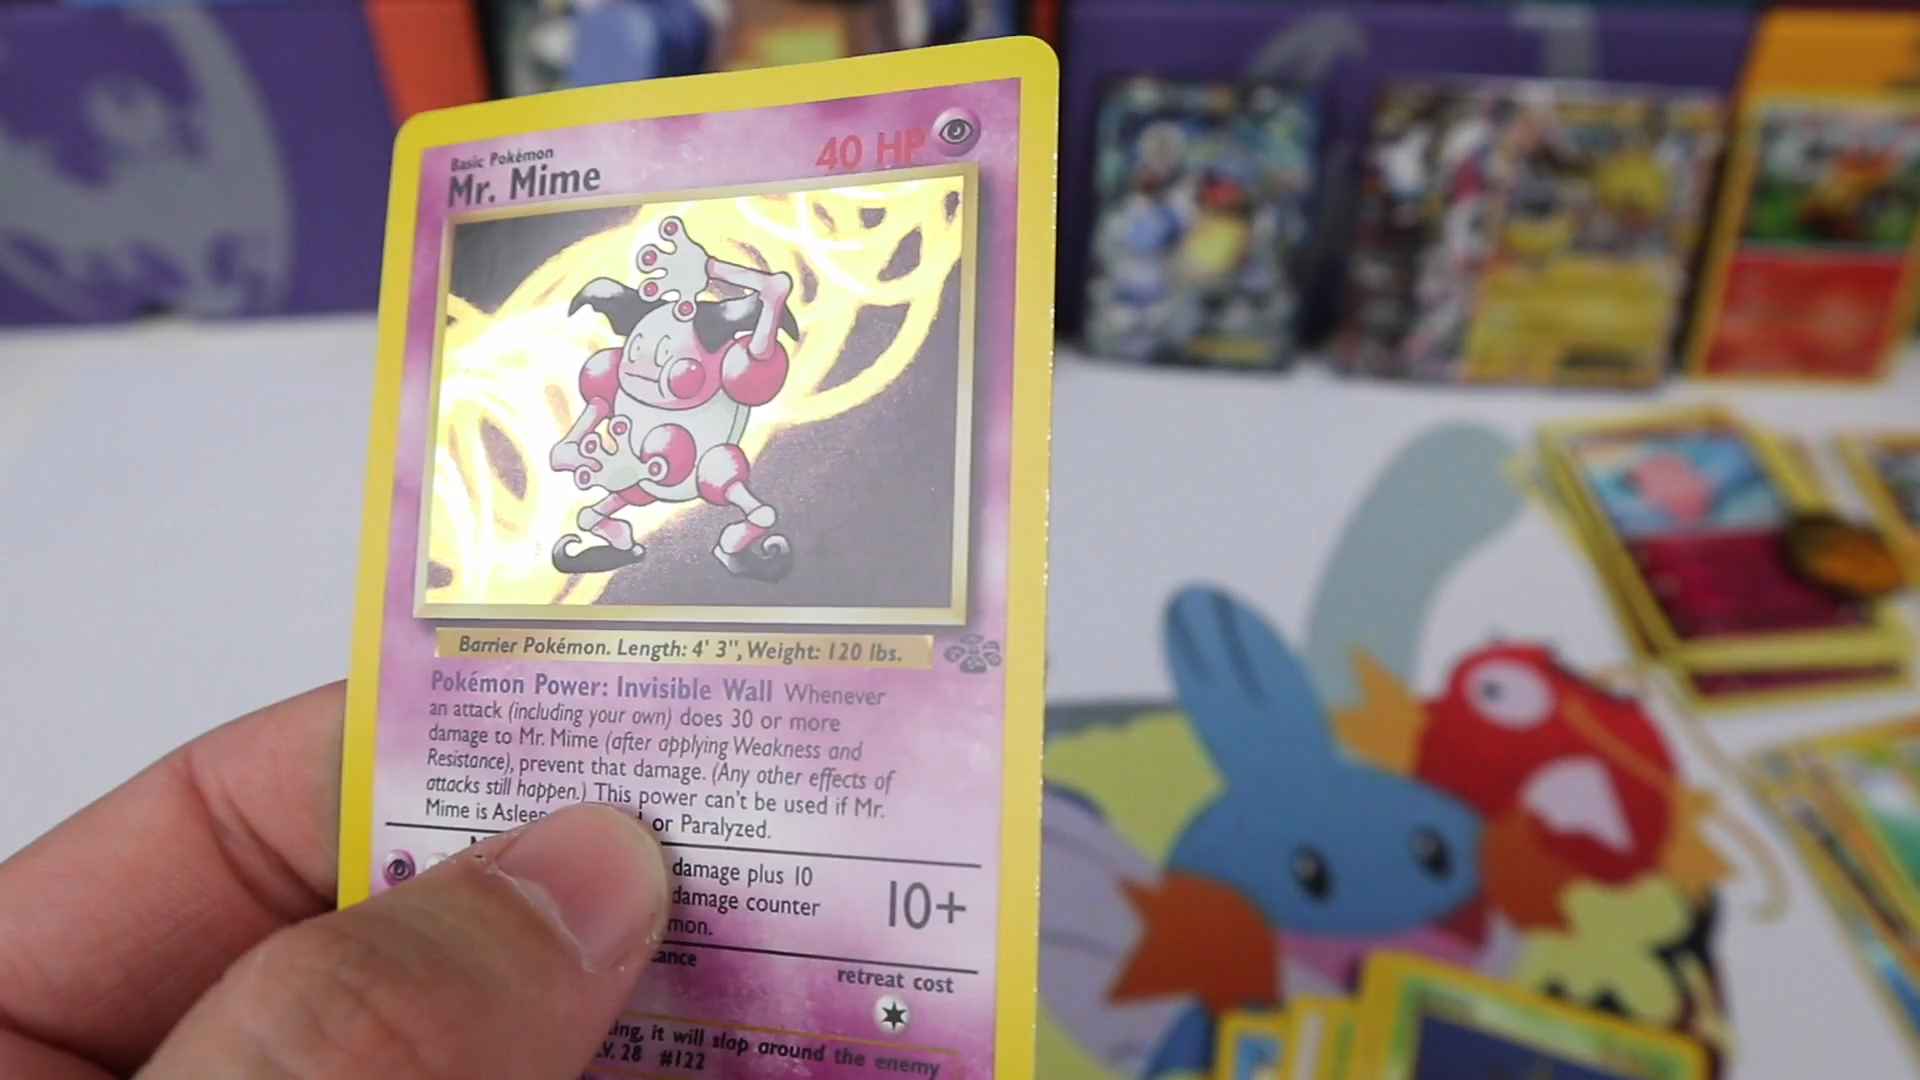 Basic Pokémon
Mr. Mime
40 HP
Barrier Pokémon. Length: 4' 3", Weight: 120 lbs.
Pokémon Power: Invisible Wall Whenever
an attack (including your own) does 30 or more
damage to Mr. Mime (after applying Weakness and
Resistance), prevent that damage. (Any other effects of
attacks still happen.) This power can't be used if Mr.
Mime is Asleep or Paralyzed.
damage plus 10
damage counter
10+
retreat cost
it will slap around the enemy
LV. 28 #122